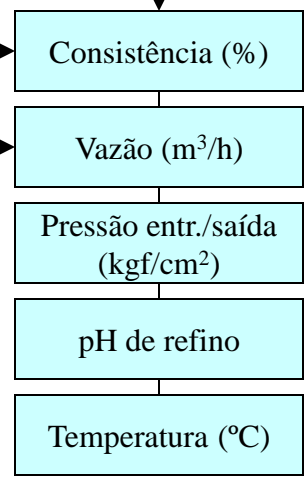 Consistência (%)
Vazão (m³/h)
Pressão entr./saída
(kgf/cm²)
pH de refino
Temperatura (ºC)